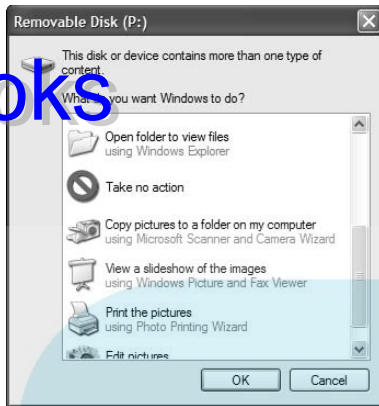 Removable Disk (P:)
This disk or device contains more than one type of
content.
oks
you want Windows to do?
Open folder to view files
using Windows Explorer
Take no action
Copy pictures to a folder on my computer
using Microsoft Scanner and Camera Wizard
View a slideshow of the images
using Windows Picture and Fax Viewer
Print the pictures
using Photo Printing Wizard
Edit pictures
OK
Cancel